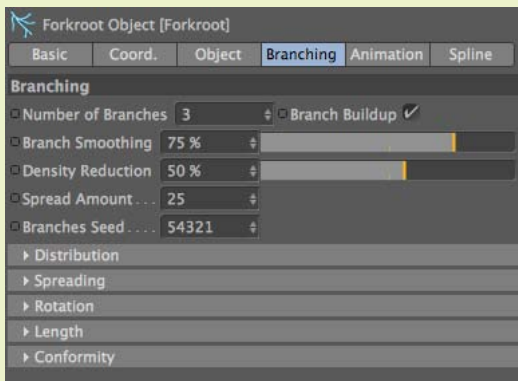 Forkroot Object [Forkroot]
Basic Coord. Object Branching Animation Spline
Branching
Number of Branches 3 Branch Buildup
Branch Smoothing 75 %
Density Reduction 50 %
Spread Amount . . . 25
Branches Seed . . . . 54321
Distribution
Spreading
Rotation
Length
Conformity